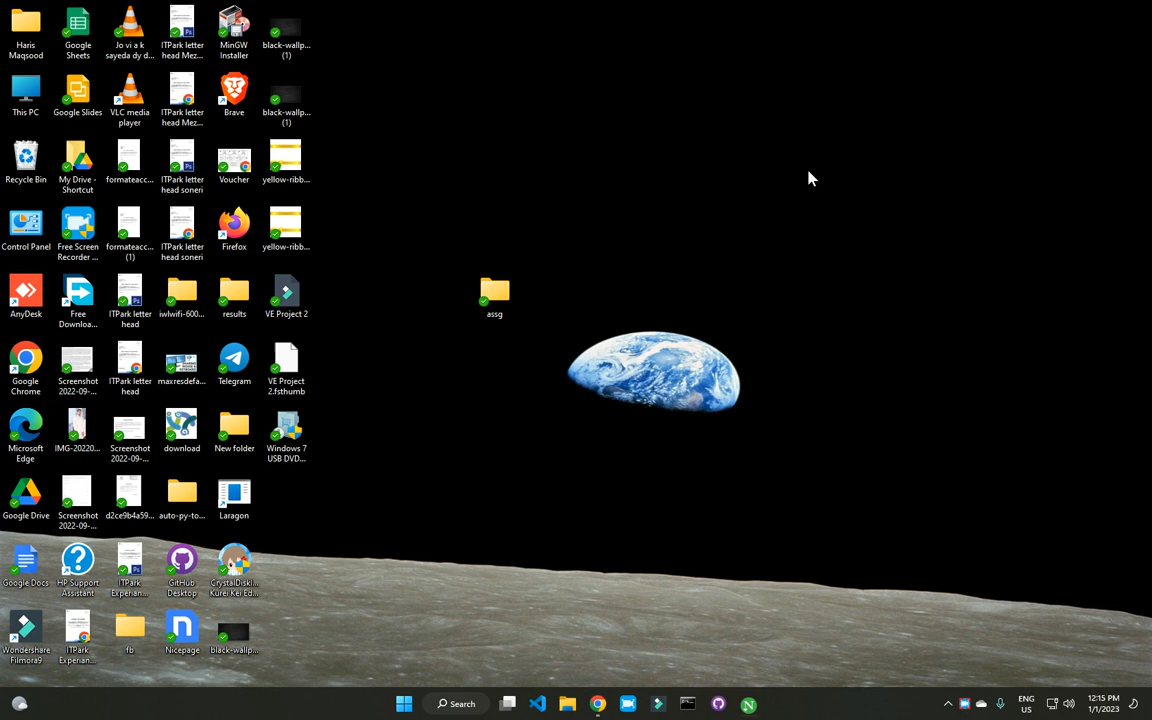 Haris
Maqsood
Google
Sheets
Jo vi a k
sayeda dy d...
ITPark letter
head Mez...
MinGW
Installer
black-wallp...
(1)
This PC
Google Slides
VLC media
player
ITPark letter
head Mez...
Brave
black-wallp...
(1)
Recycle Bin
My Drive -
Shortcut
formateacc...
ITPark letter
head soneri
Voucher
yellow-ribb...
Control Panel
Free Screen
Recorder ...
formateacc...
(1)
ITPark letter
head soneri
Firefox
yellow-ribb...
AnyDesk
Free
Downloa...
ITPark letter
head
iwlwifi-600...
results
VE Project 2
assg
Google
Chrome
Screenshot
2022-09-...
ITPark letter
head
maxresdefa...
Telegram
VE Project
2.fsthumb
Microsoft
Edge
IMG-20220...
Screenshot
2022-09-...
download
New folder
Windows 7
USB DVD...
Google Drive
Screenshot
2022-09-...
d2ce9b4a59...
auto-py-to...
Laragon
Google Docs
HP Support
Assistant
ITPark
Experian...
GitHub
Desktop
CrystalDiskI...
Kurei Kei Ed...
Wondershare
Filmora9
ITPark
Experian...
fb
Nicepage
black-wallp...
Search
ENG
US
12:15 PM
1/1/2023